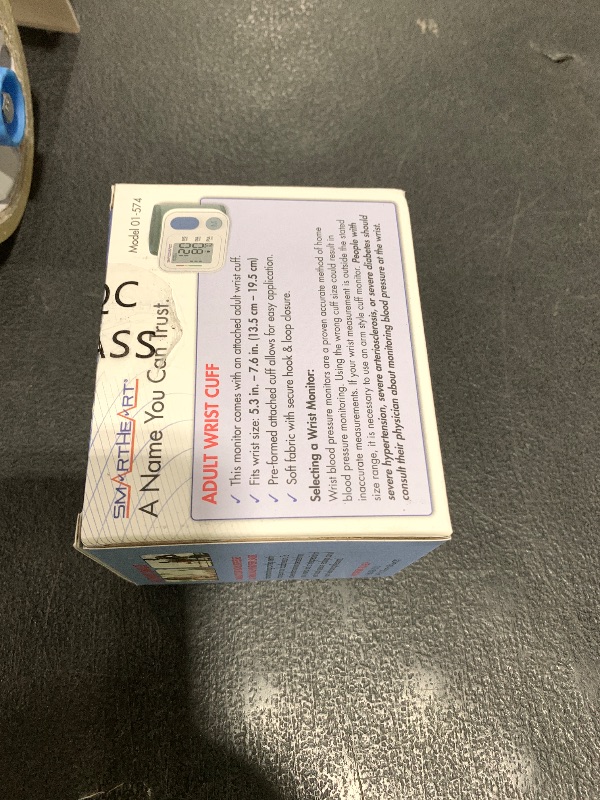 QC
PASS
SMARTHEART®
Model 01-574
A Name You Can Trust.
ADULT WRIST CUFF
✓ This monitor comes with an attached adult wrist cuff.
✓ Fits wrist size: 5.3 in. – 7.6 in. (13.5 cm – 19.5 cm)
✓ Pre-formed attached cuff allows for easy application.
✓ Soft fabric with secure hook & loop closure.
Selecting a Wrist Monitor:
Wrist blood pressure monitors are a proven accurate method of home
blood pressure monitoring. Using the wrong cuff size could result in
inaccurate measurements. If your wrist measurement is outside the stated
size range, it is necessary to use an arm style cuff monitor. People with
severe hypertension, severe arteriosclerosis, or severe diabetes should
consult their physician about monitoring blood pressure at the wrist.